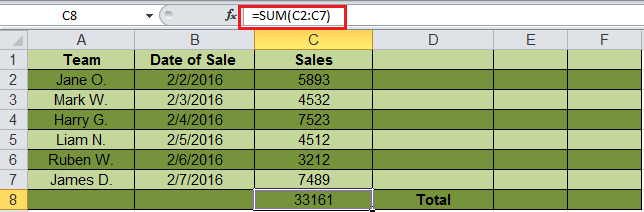 C8 fx =SUM(C2:C7)
A B C D E F
1 Team Date of Sale Sales
2 Jane O. 2/2/2016 5893
3 Mark W. 2/3/2016 4532
4 Harry G. 2/4/2016 7523
5 Liam N. 2/5/2016 4512
6 Ruben W. 2/6/2016 3212
7 James D. 2/7/2016 7489
8 33161 Total